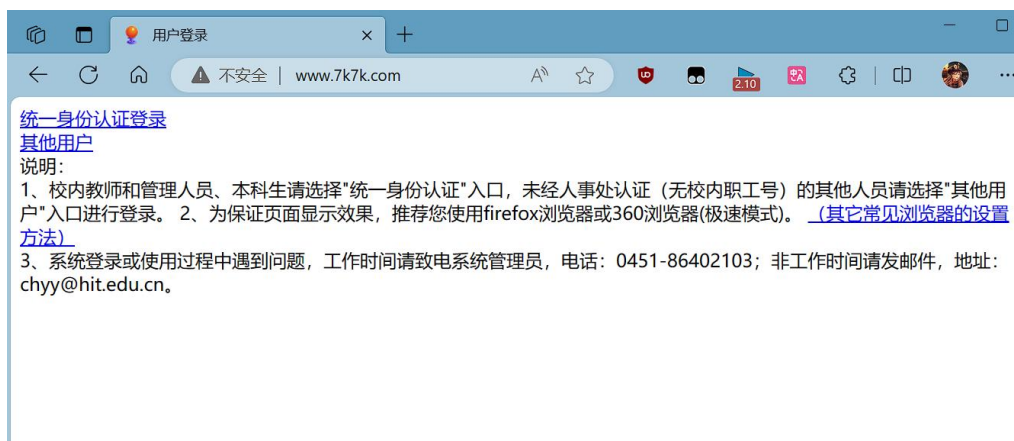 用户登录
不安全 www.7k7k.com
2.10
统一身份认证登录
其他用户
说明：
1、校内教师和管理人员、本科生请选择"统一身份认证"入口，未经人事处认证（无校内职工号）的其他人员请选择"其他用
户"入口进行登录。 2、为保证页面显示效果，推荐您使用firefox浏览器或360浏览器(极速模式)。 （其它常见浏览器的设置
方法）
3、系统登录或使用过程中遇到问题，工作时间请致电系统管理员，电话：0451-86402103；非工作时间请发邮件，地址：
chyy@hit.edu.cn。